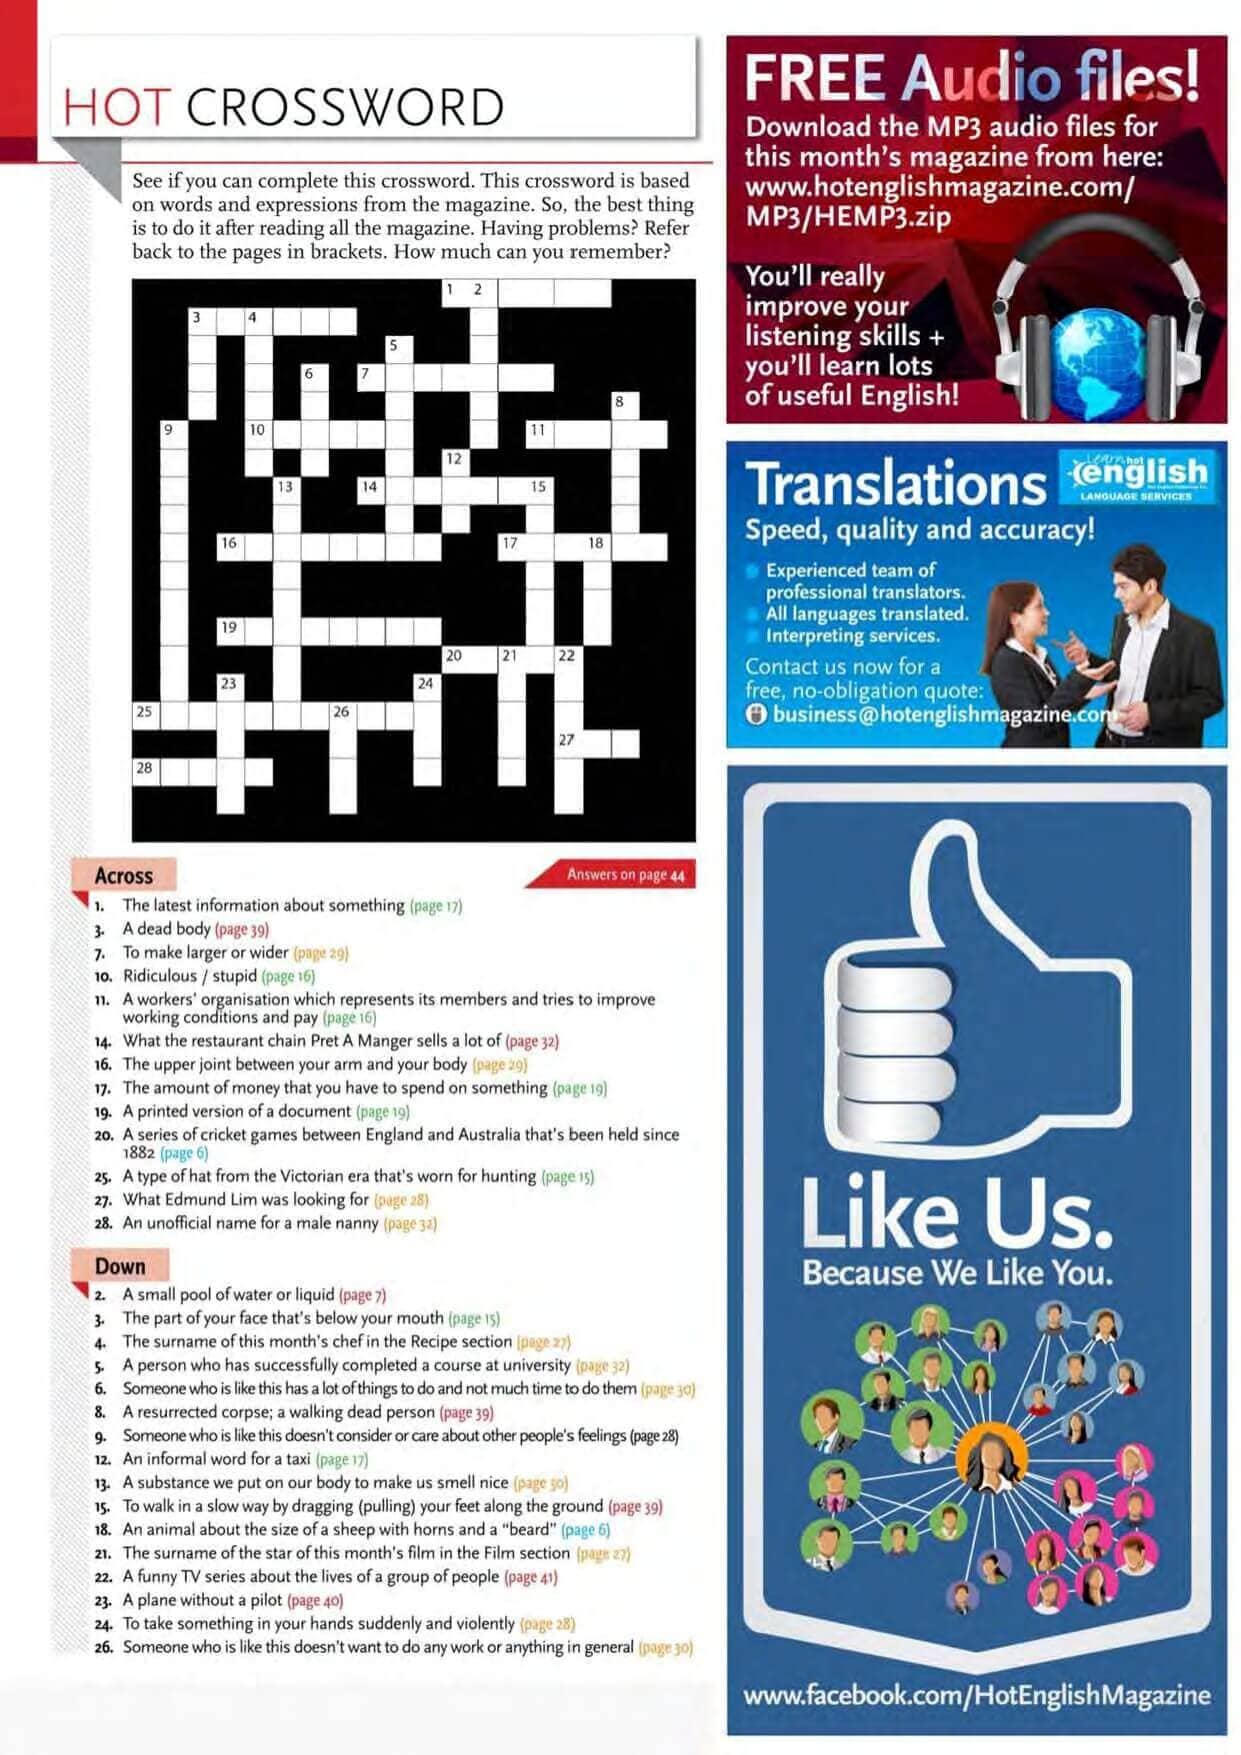 HOT CROSSWORD
See if you can complete this crossword. This crossword is based
on words and expressions from the magazine. So, the best thing
is to do it after reading all the magazine. Having problems? Refer
back to the pages in brackets. How much can you remember?
1 2
3 4
5
6 7
8
9 10 11
12
13 14 15
16 17 18
19
20 21 22
23 24
25 26
27
28
Answers on page 44
Across
1. The latest information about something (page 17)
3. A dead body (page 39)
7. To make larger or wider (page 29)
10. Ridiculous / stupid (page 16)
11. A workers' organisation which represents its members and tries to improve
working conditions and pay (page 16)
14. What the restaurant chain Pret A Manger sells a lot of (page 32)
16. The upper joint between your arm and your body (page 29)
17. The amount of money that you have to spend on something (page 19)
19. A printed version of a document (page 19)
20. A series of cricket games between England and Australia that's been held since
1882 (page 6)
25. A type of hat from the Victorian era that's worn for hunting (page 15)
27. What Edmund Lim was looking for (page 28)
28. An unofficial name for a male nanny (page 32)
Down
2. A small pool of water or liquid (page 7)
3. The part of your face that's below your mouth (page 15)
4. The surname of this month's chef in the Recipe section (page 27)
5. A person who has successfully completed a course at university (page 32)
6. Someone who is like this has a lot of things to do and not much time to do them (page 30)
8. A resurrected corpse; a walking dead person (page 39)
9. Someone who is like this doesn't consider or care about other people's feelings (page 28)
12. An informal word for a taxi (page 17)
13. A substance we put on our body to make us smell nice (page 30)
15. To walk in a slow way by dragging (pulling) your feet along the ground (page 39)
18. An animal about the size of a sheep with horns and a "beard" (page 6)
21. The surname of the star of this month's film in the Film section (page 27)
22. A funny TV series about the lives of a group of people (page 41)
23. A plane without a pilot (page 40)
24. To take something in your hands suddenly and violently (page 28)
26. Someone who is like this doesn't want to do any work or anything in general (page 30)
FREE Audio files!
Download the MP3 audio files for
this month's magazine from here:
www.hotenglishmagazine.com/
MP3/HEMP3.zip
You'll really
improve your
listening skills +
you'll learn lots
of useful English!
Translations
Learn hot
english
LANGUAGE SERVICES
Speed, quality and accuracy!
Experienced team of
professional translators.
All languages translated.
Interpreting services.
Contact us now for a
free, no-obligation quote:
business@hotenglishmagazine.com
Like Us.
Because We Like You.
www.facebook.com/HotEnglishMagazine